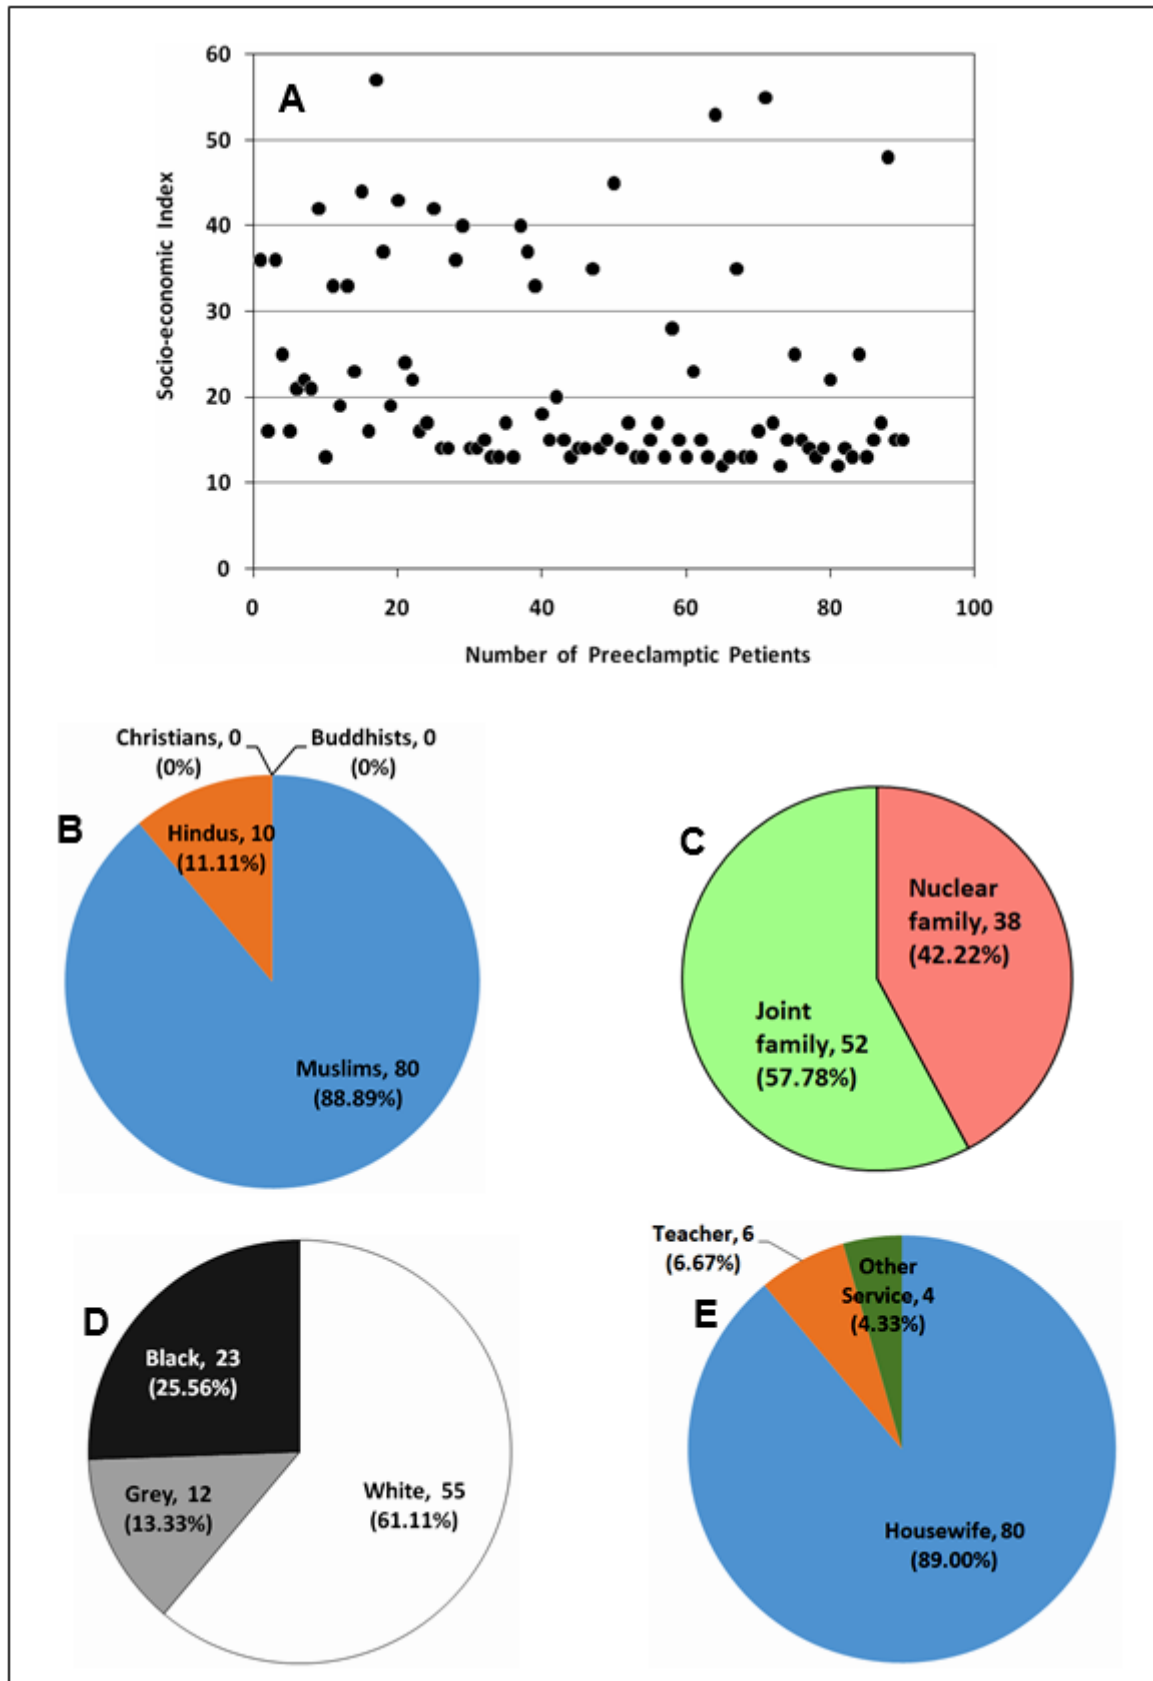 A
60
50
40
30
20
10
0
Socio-economic Index
0 20 40 60 80 100
Number of Preeclamptic Petients
B
Christians, 0
(0%)
Buddhists, 0
(0%)
Hindus, 10
(11.11%)
Muslims, 80
(88.89%)
C
Nuclear
family, 38
(42.22%)
Joint
family, 52
(57.78%)
D
Black, 23
(25.56%)
Grey, 12
(13.33%)
White, 55
(61.11%)
E
Teacher, 6
(6.67%)
Other
Service, 4
(4.33%)
Housewife, 80
(89.00%)